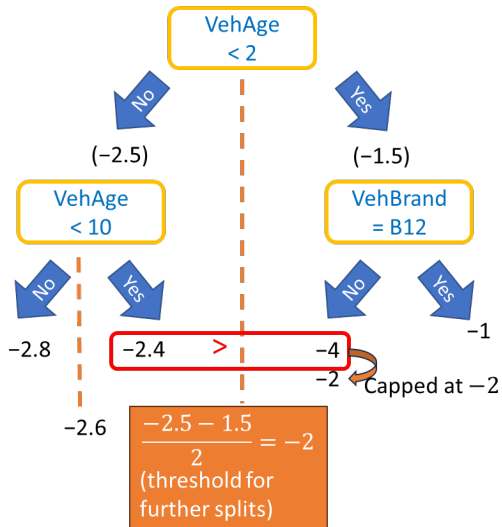 VehAge
< 2
No
Yes
(−2.5)
(−1.5)
VehAge
< 10
VehBrand
= B12
No
Yes
No
Yes
−2.8
−2.4 > −4
−1
−2
Capped at −2
−2.6
\frac{−2.5 − 1.5}{2} = −2
(threshold for
further splits)